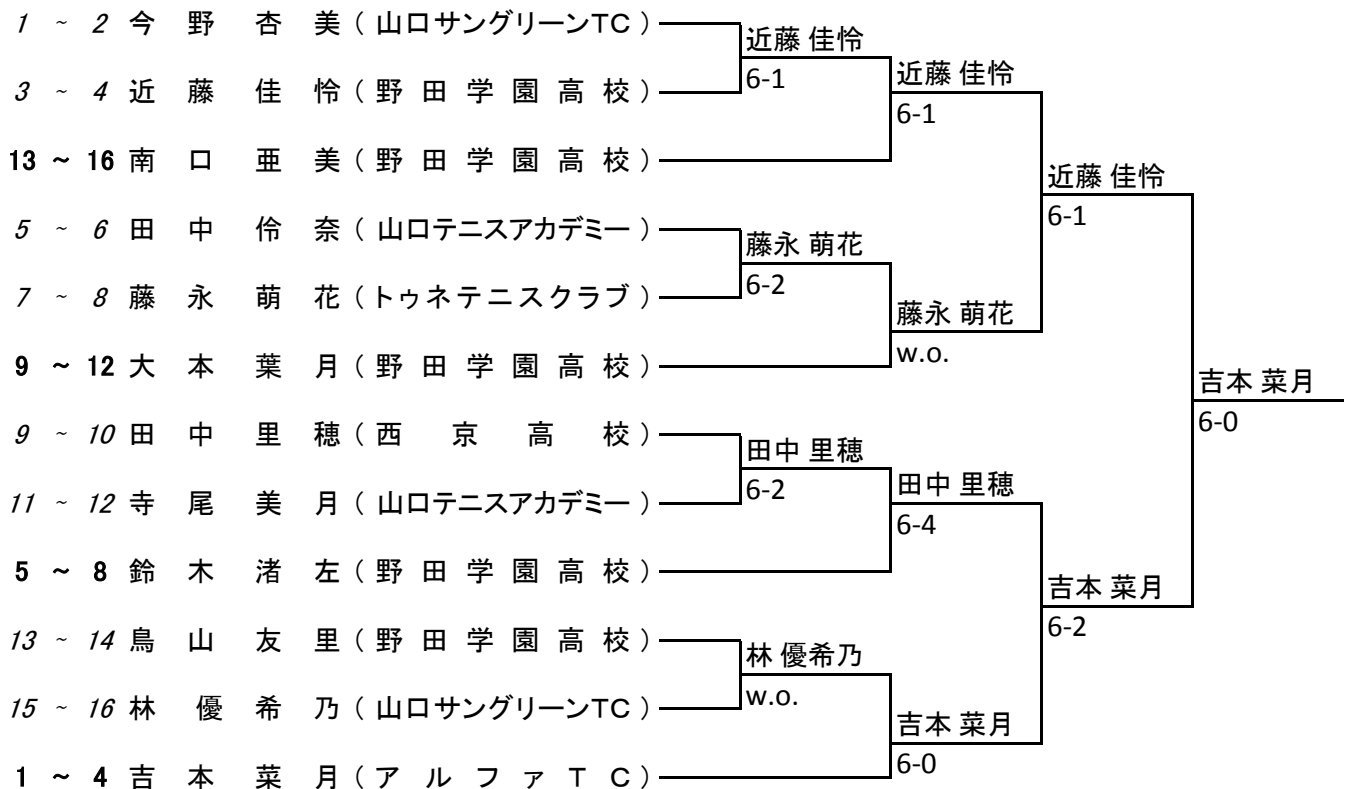 1 ~ 2 今野杏美(山口サングリーンTC)
近藤 佳怜
6-1
近藤 佳怜
3 ~ 4 近藤佳怜(野田学園高校)
6-1
13 ~ 16 南口亜美(野田学園高校)
近藤 佳怜
6-1
5 ~ 6 田中伶奈(山口テニスアカデミー)
藤永 萌花
6-2
7 ~ 8 藤永萌花(トゥネテニスクラブ)
藤永 萌花
w.o.
9 ~ 12 大本葉月(野田学園高校)
吉本 菜月
6-0
9 ~ 10 田中里穂(西京高校)
田中 里穂
6-2
田中 里穂
11 ~ 12 寺尾美月(山口テニスアカデミー)
6-4
5 ~ 8 鈴木渚左(野田学園高校)
吉本 菜月
6-2
13 ~ 14 鳥山友里(野田学園高校)
林 優希乃
w.o.
15 ~ 16 林優希乃(山口サングリーンTC)
吉本 菜月
6-0
1 ~ 4 吉本菜月(アルファTC)